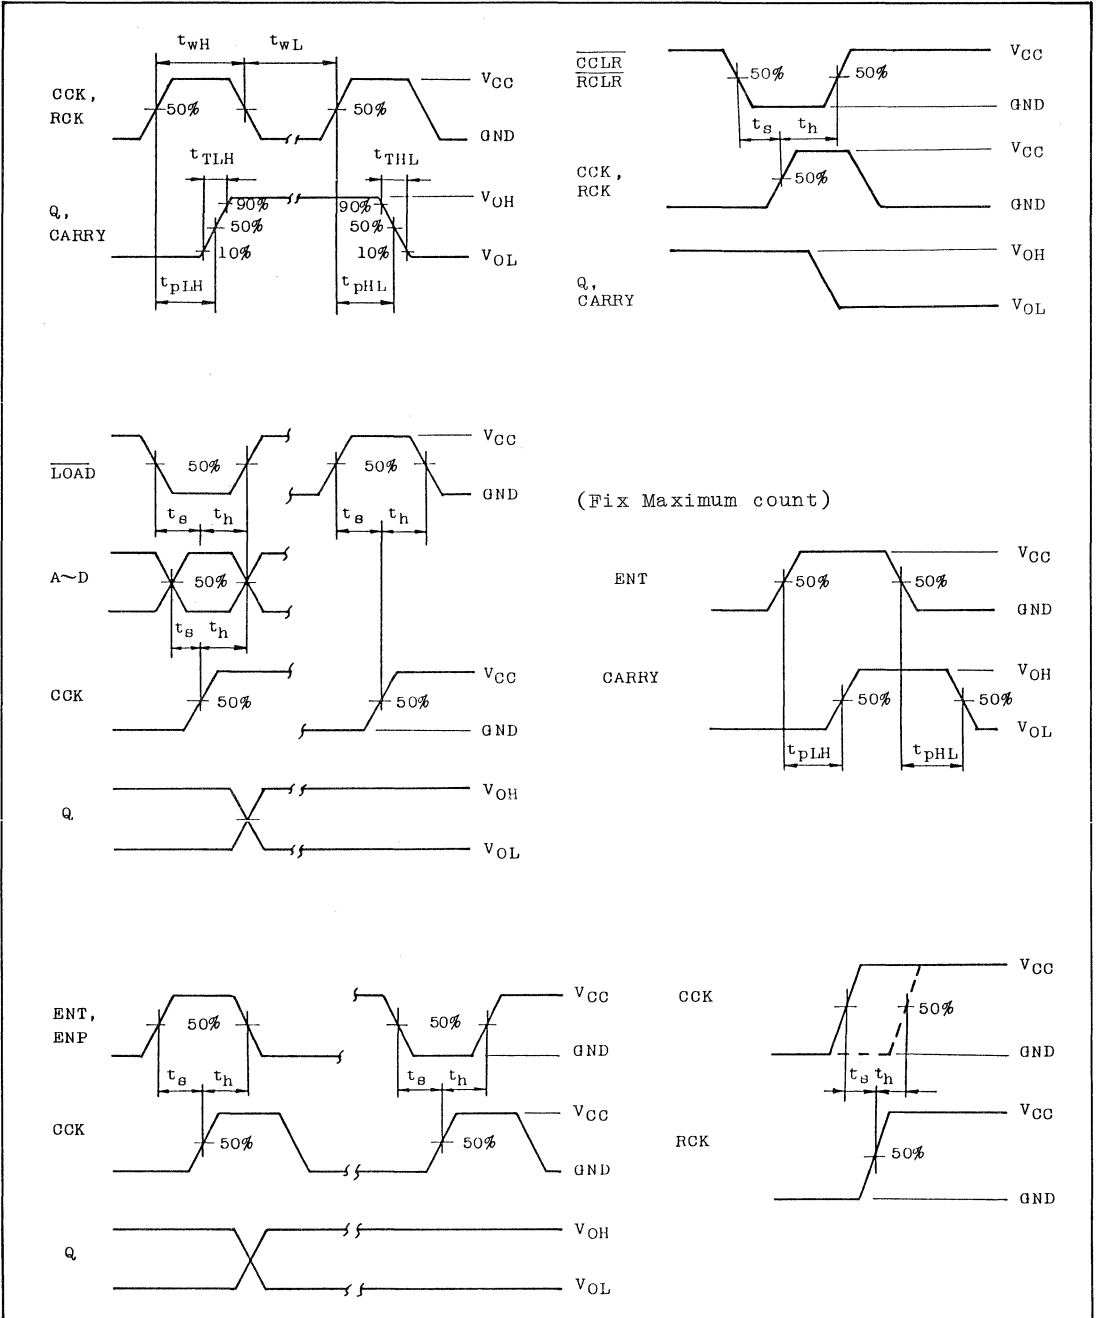 twH twL
VCC
CCK,
RCK
50% 50%
GND
tTLH tTHL
VOH
90% 90%
Q,
CARRY
50% 50%
10% 10%
VOL
tpLH tpHL
CCLR
RCLR
VCC
50% 50%
GND
ts th
VCC
CCK,
RCK
50%
GND
VOH
Q,
CARRY
VOL
VCC
LOAD
50% 50%
GND
ts th ts th
A~D
50%
ts th
CCK
VCC
50% 50%
GND
VOH
Q
VOL
(Fix Maximum count)
VCC
ENT
50% 50%
GND
CARRY
VOH
50% 50%
VOL
tpLH tpHL
VCC
ENT,
ENP
50% 50%
GND
ts th ts th
VCC
CCK
50% 50%
GND
VOH
Q
VOL
VCC
CCK
50%
GND
ts th
VCC
RCK
50%
GND